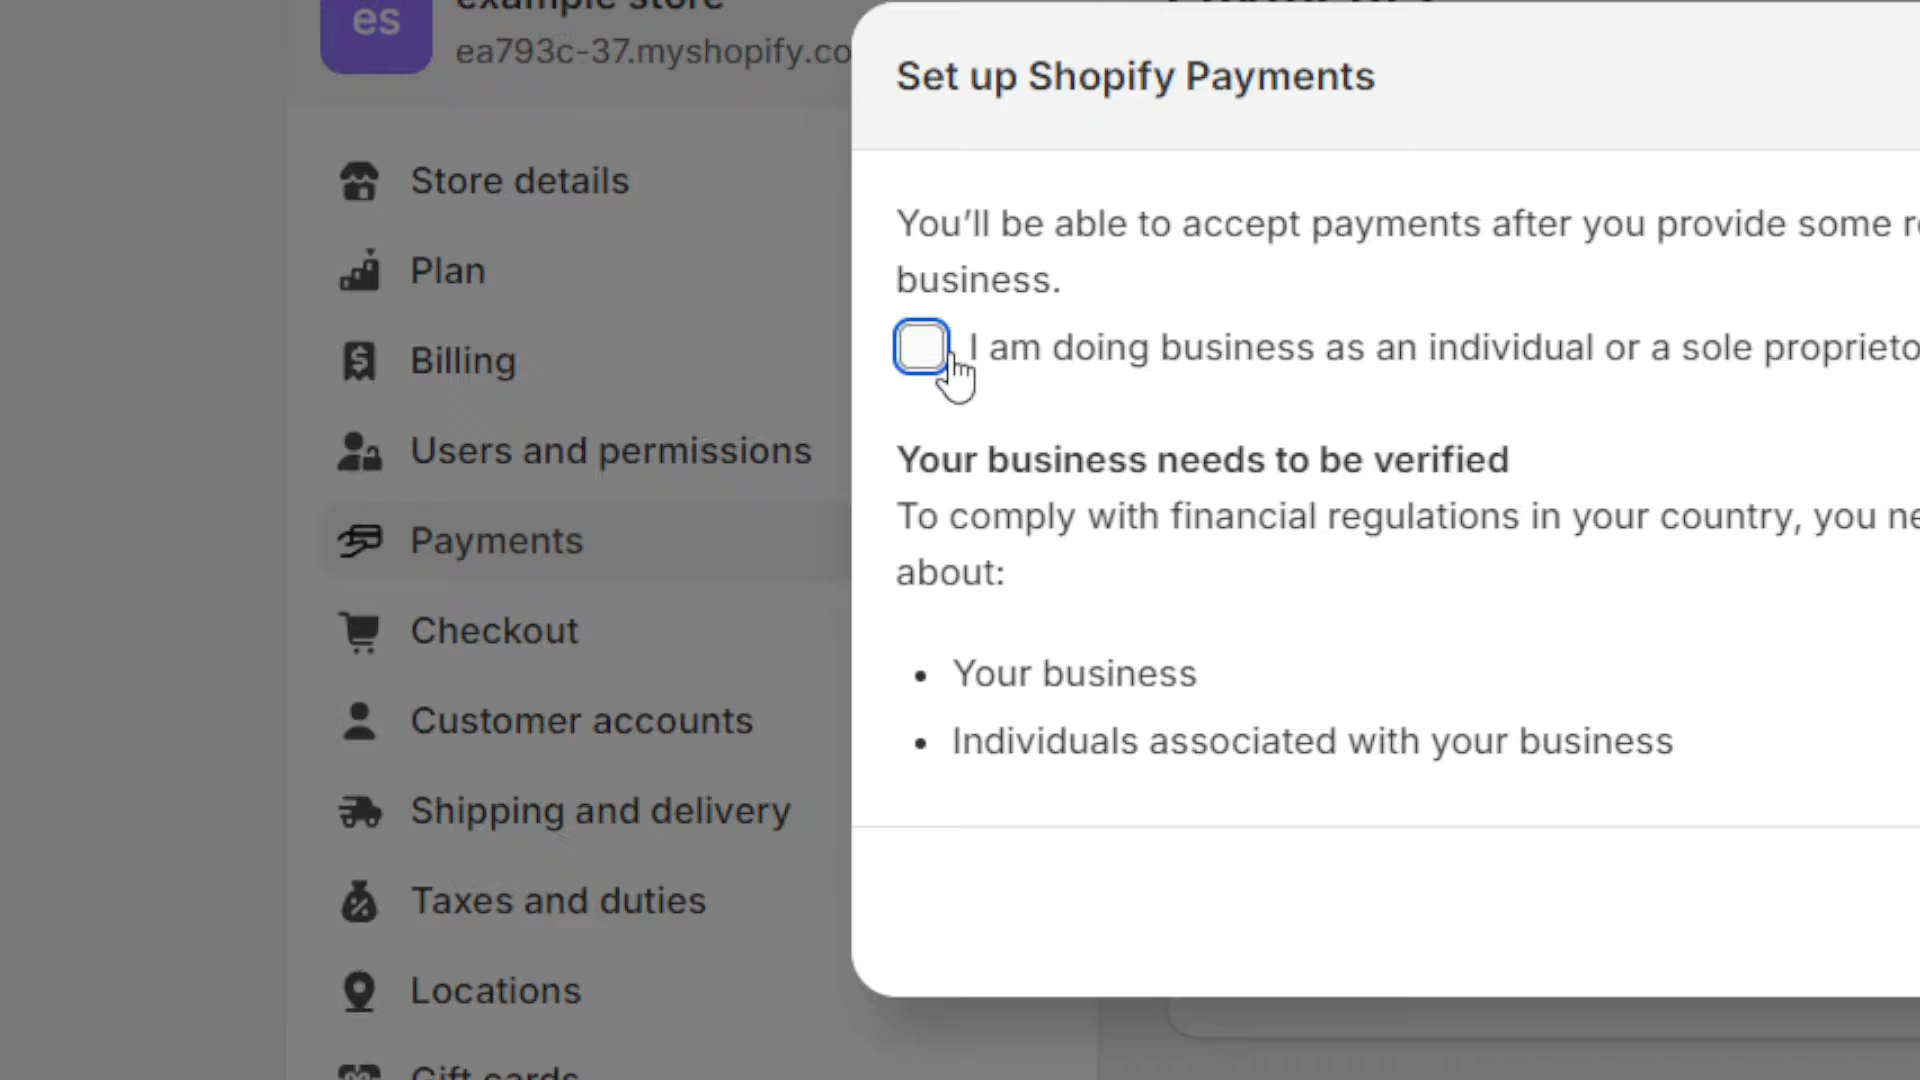 es
example store
ea793c-37.myshopify.co
Store details
Plan
Billing
Users and permissions
Payments
Checkout
Customer accounts
Shipping and delivery
Taxes and duties
Locations
Gift cards
Set up Shopify Payments
You’ll be able to accept payments after you provide some
business.
I am doing business as an individual or a sole proprieto
Your business needs to be verified
To comply with financial regulations in your country, you ne
about:
• Your business
• Individuals associated with your business